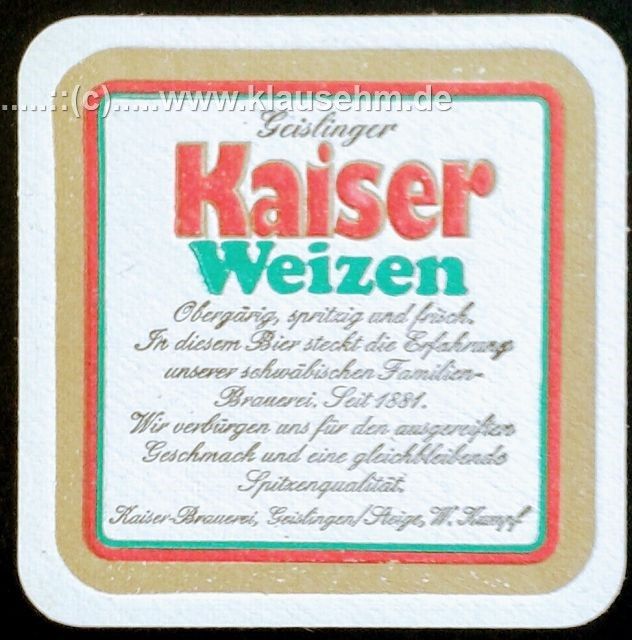 .....::(c).....www.klausehm.de
Geislinger
Kaiser
Weizen
Obergärig, spritzig und frisch.
In diesem Bier steckt die Erfahrung
unserer schwäbischen Familien-
Brauerei. Seit 1881.
Wir verbürgen uns für den ausgereiften
Geschmack und eine gleichbleibende
Spitzenqualität.
Kaiser-Brauerei, Geislingen/Steige, W. Kumpf